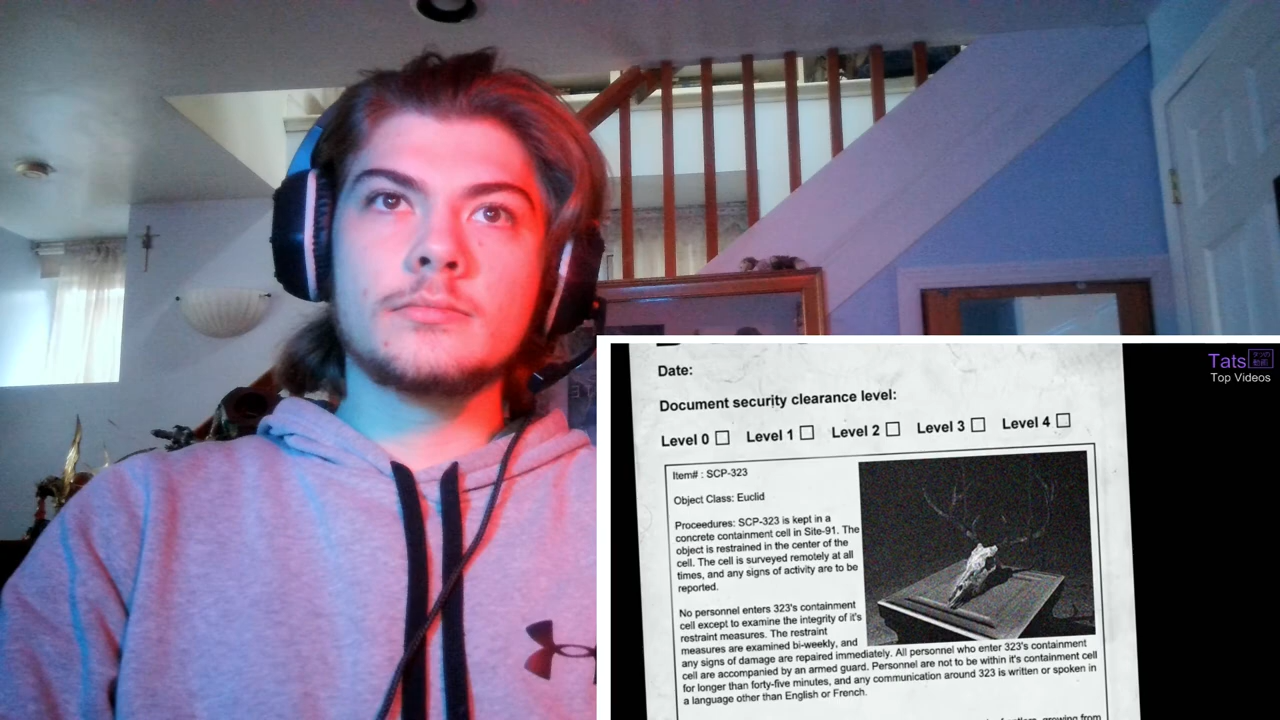 Tats タツの動画
Top Videos
Date:
Document security clearance level:
Level 0 Level 1 Level 2 Level 3 Level 4
Item# : SCP-323
Object Class: Euclid
Proceedures: SCP-323 is kept in a
concrete containment cell in Site-91. The
object is restrained in the center of the
cell. The cell is surveyed remotely at all
times, and any signs of activity are to be
reported.
No personnel enters 323's containment
cell except to examine the integrity of it's
restraint measures. The restraint
measures are examined bi-weekly, and
any signs of damage are repaired immediately. All personnel who enter 323's containment
cell are accompanied by an armed guard. Personnel are not to be within it's containment cell
for longer than forty-five minutes, and any communication around 323 is written or spoken in
a language other than English or French.
growing from